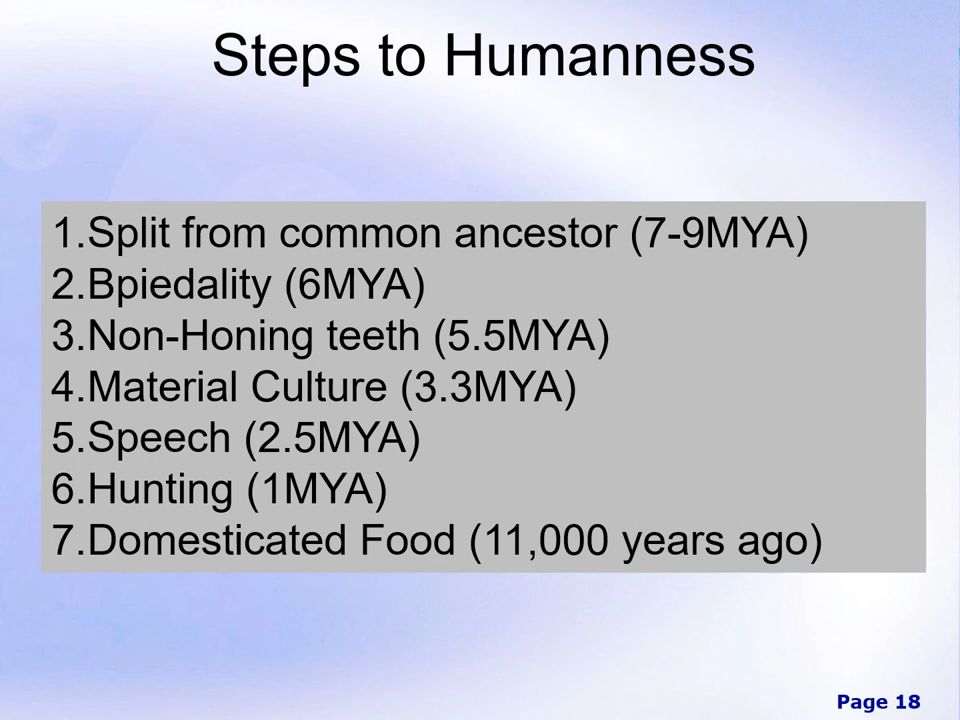 Steps to Humanness
1.Split from common ancestor (7-9MYA)
2.Bpiedality (6MYA)
3.Non-Honing teeth (5.5MYA)
4.Material Culture (3.3MYA)
5.Speech (2.5MYA)
6.Hunting (1MYA)
7.Domesticated Food (11,000 years ago)
Page 18